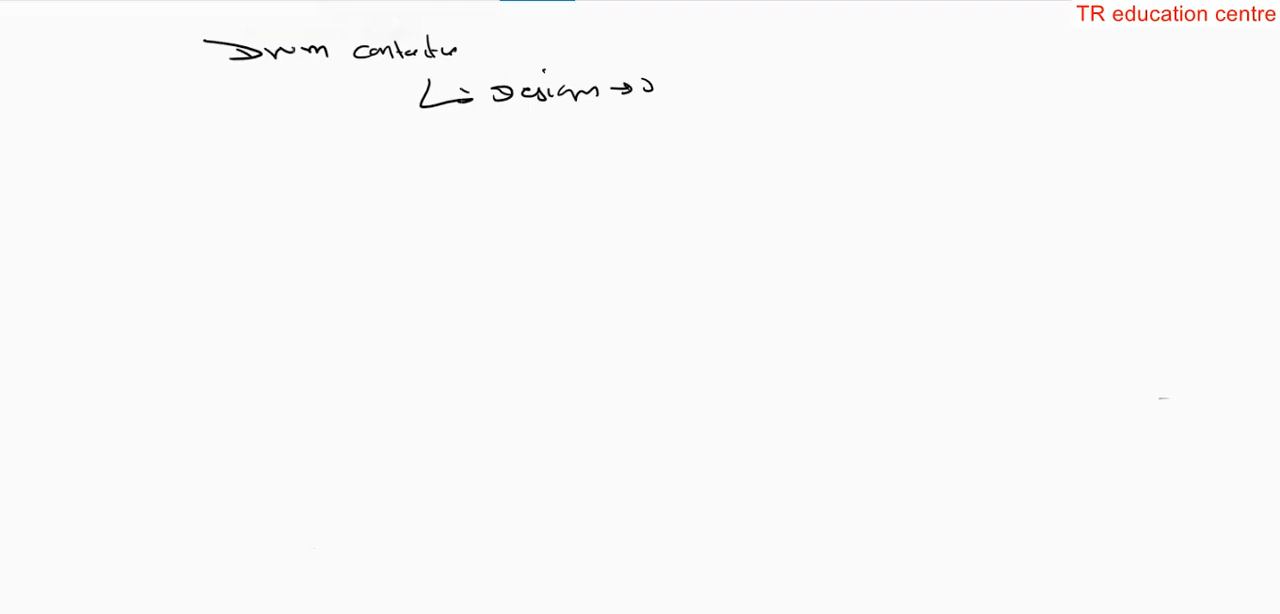 TR education centre
Drum contactor
Design →